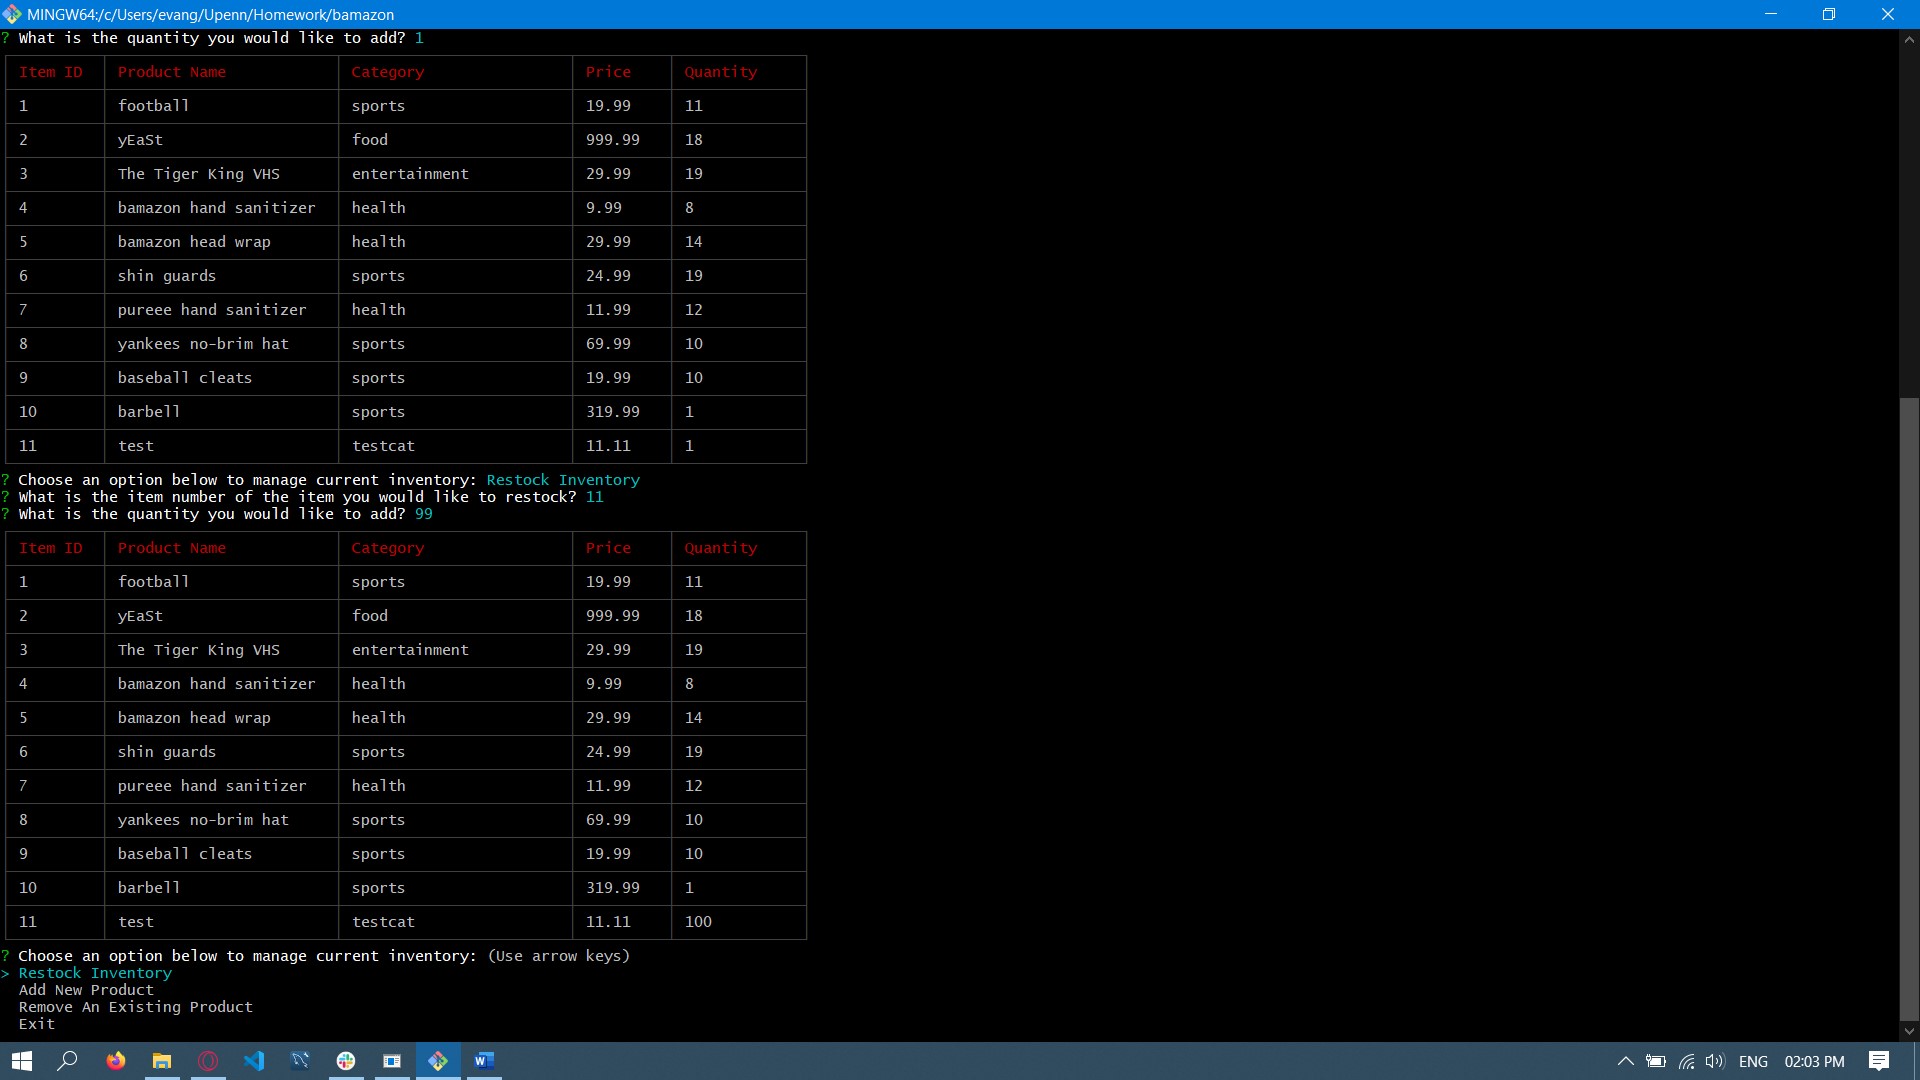 MINGW64:/c/Users/evang/Upenn/Homework/bamazon
? What is the quantity you would like to add? 1
Item ID Product Name Category Price Quantity
1 football sports 19.99 11
2 yEaSt food 999.99 18
3 The Tiger King VHS entertainment 29.99 19
4 bamazon hand sanitizer health 9.99 8
5 bamazon head wrap health 29.99 14
6 shin guards sports 24.99 19
7 pureee hand sanitizer health 11.99 12
8 yankees no-brim hat sports 69.99 10
9 baseball cleats sports 19.99 10
10 barbell sports 319.99 1
11 test testcat 11.11 1
? Choose an option below to manage current inventory: Restock Inventory
? What is the item number of the item you would like to restock? 11
? What is the quantity you would like to add? 99
Item ID Product Name Category Price Quantity
1 football sports 19.99 11
2 yEaSt food 999.99 18
3 The Tiger King VHS entertainment 29.99 19
4 bamazon hand sanitizer health 9.99 8
5 bamazon head wrap health 29.99 14
6 shin guards sports 24.99 19
7 pureee hand sanitizer health 11.99 12
8 yankees no-brim hat sports 69.99 10
9 baseball cleats sports 19.99 10
10 barbell sports 319.99 1
11 test testcat 11.11 100
? Choose an option below to manage current inventory: (Use arrow keys)
> Restock Inventory
Add New Product
Remove An Existing Product
Exit
ENG 02:03 PM